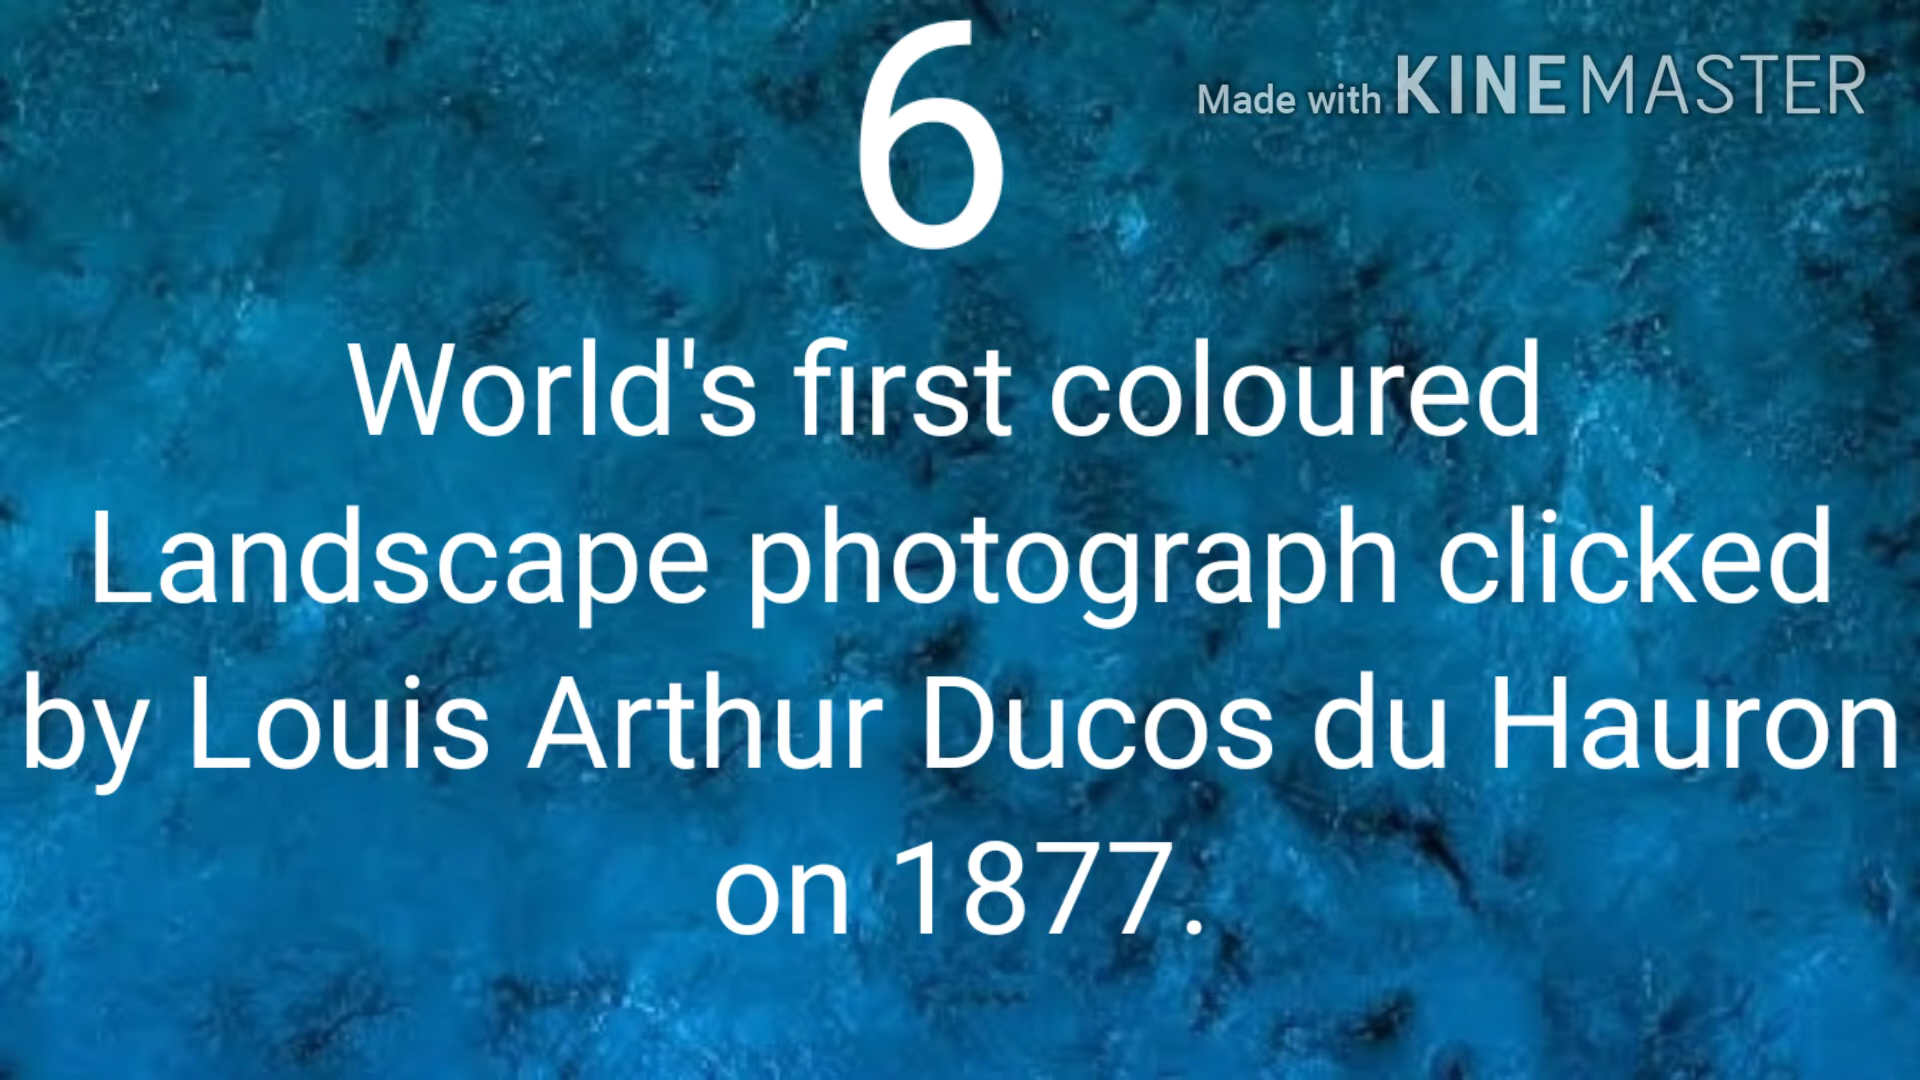 6
Made with KINEMASTER
World's first coloured
Landscape photograph clicked
by Louis Arthur Ducos du Hauron
on 1877.